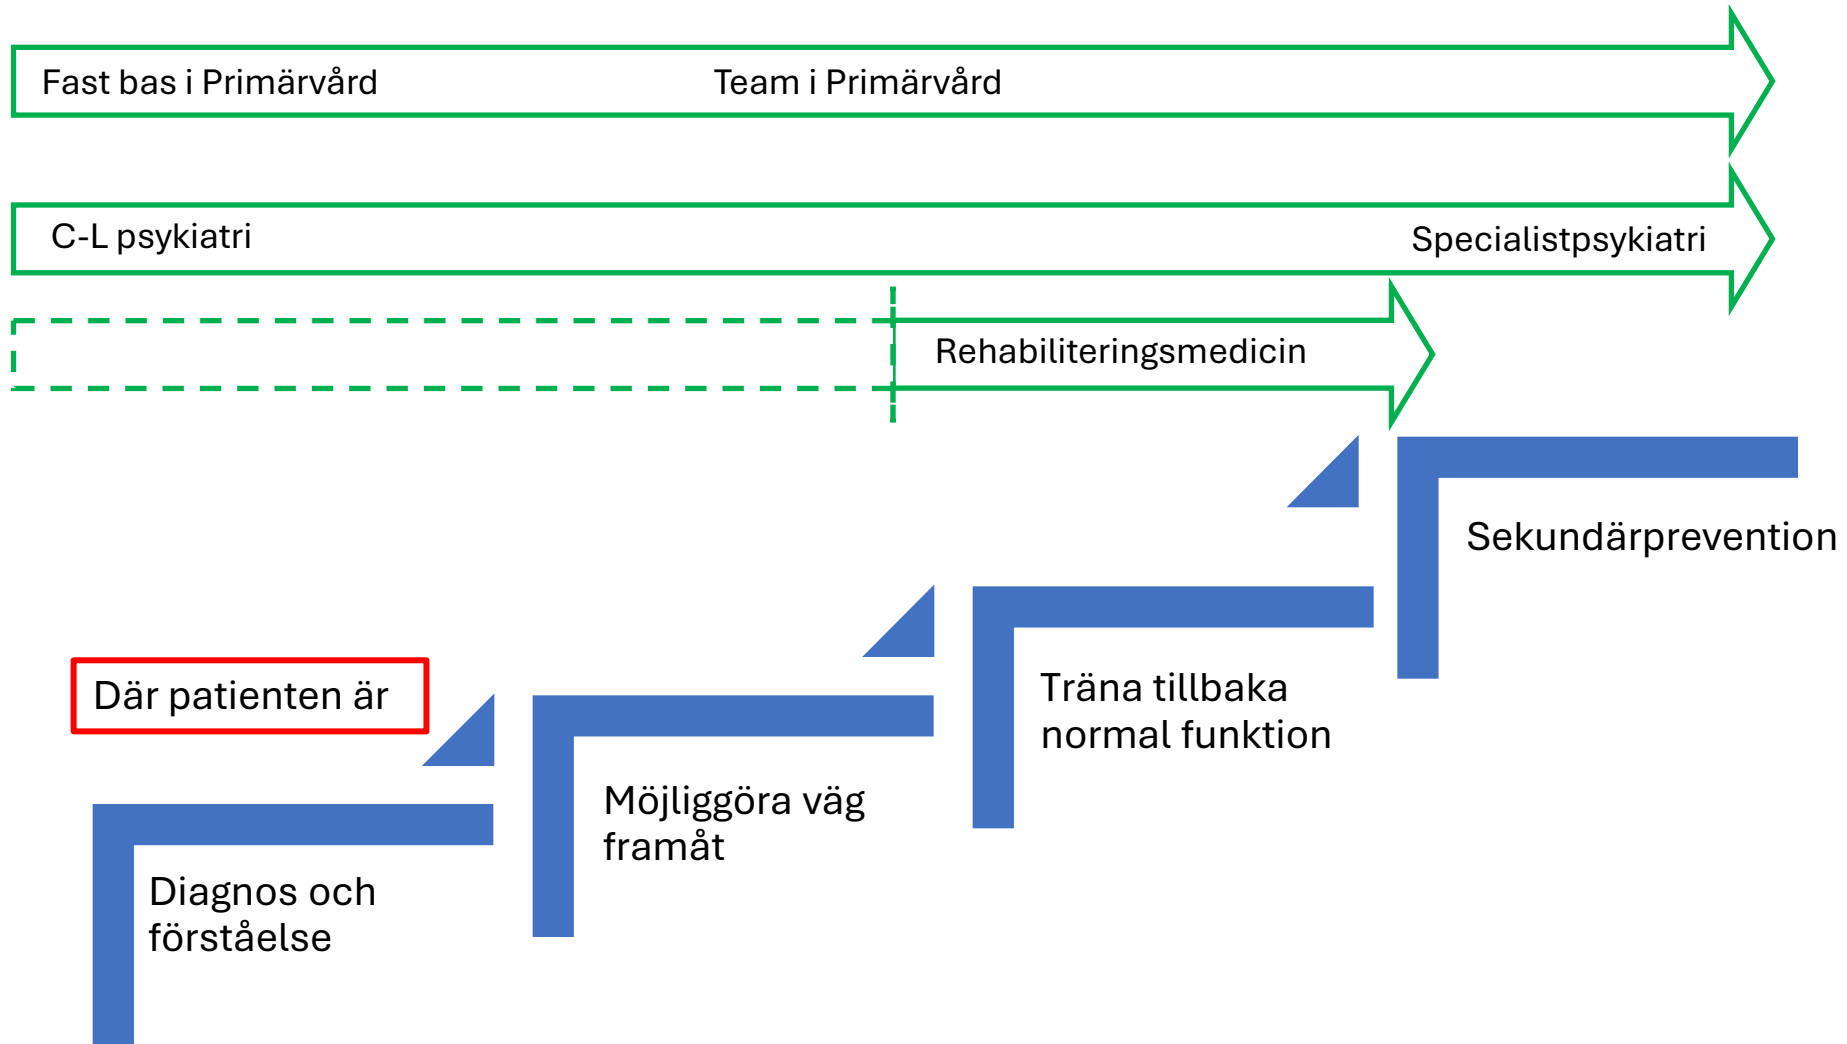 Fast bas i Primärvård
Team i Primärvård
C-L psykiatri
Specialistpsykiatri
Rehabiliteringsmedicin
Sekundärprevention
Där patienten är
Träna tillbaka
normal funktion
Möjliggöra väg
framåt
Diagnos och
förståelse